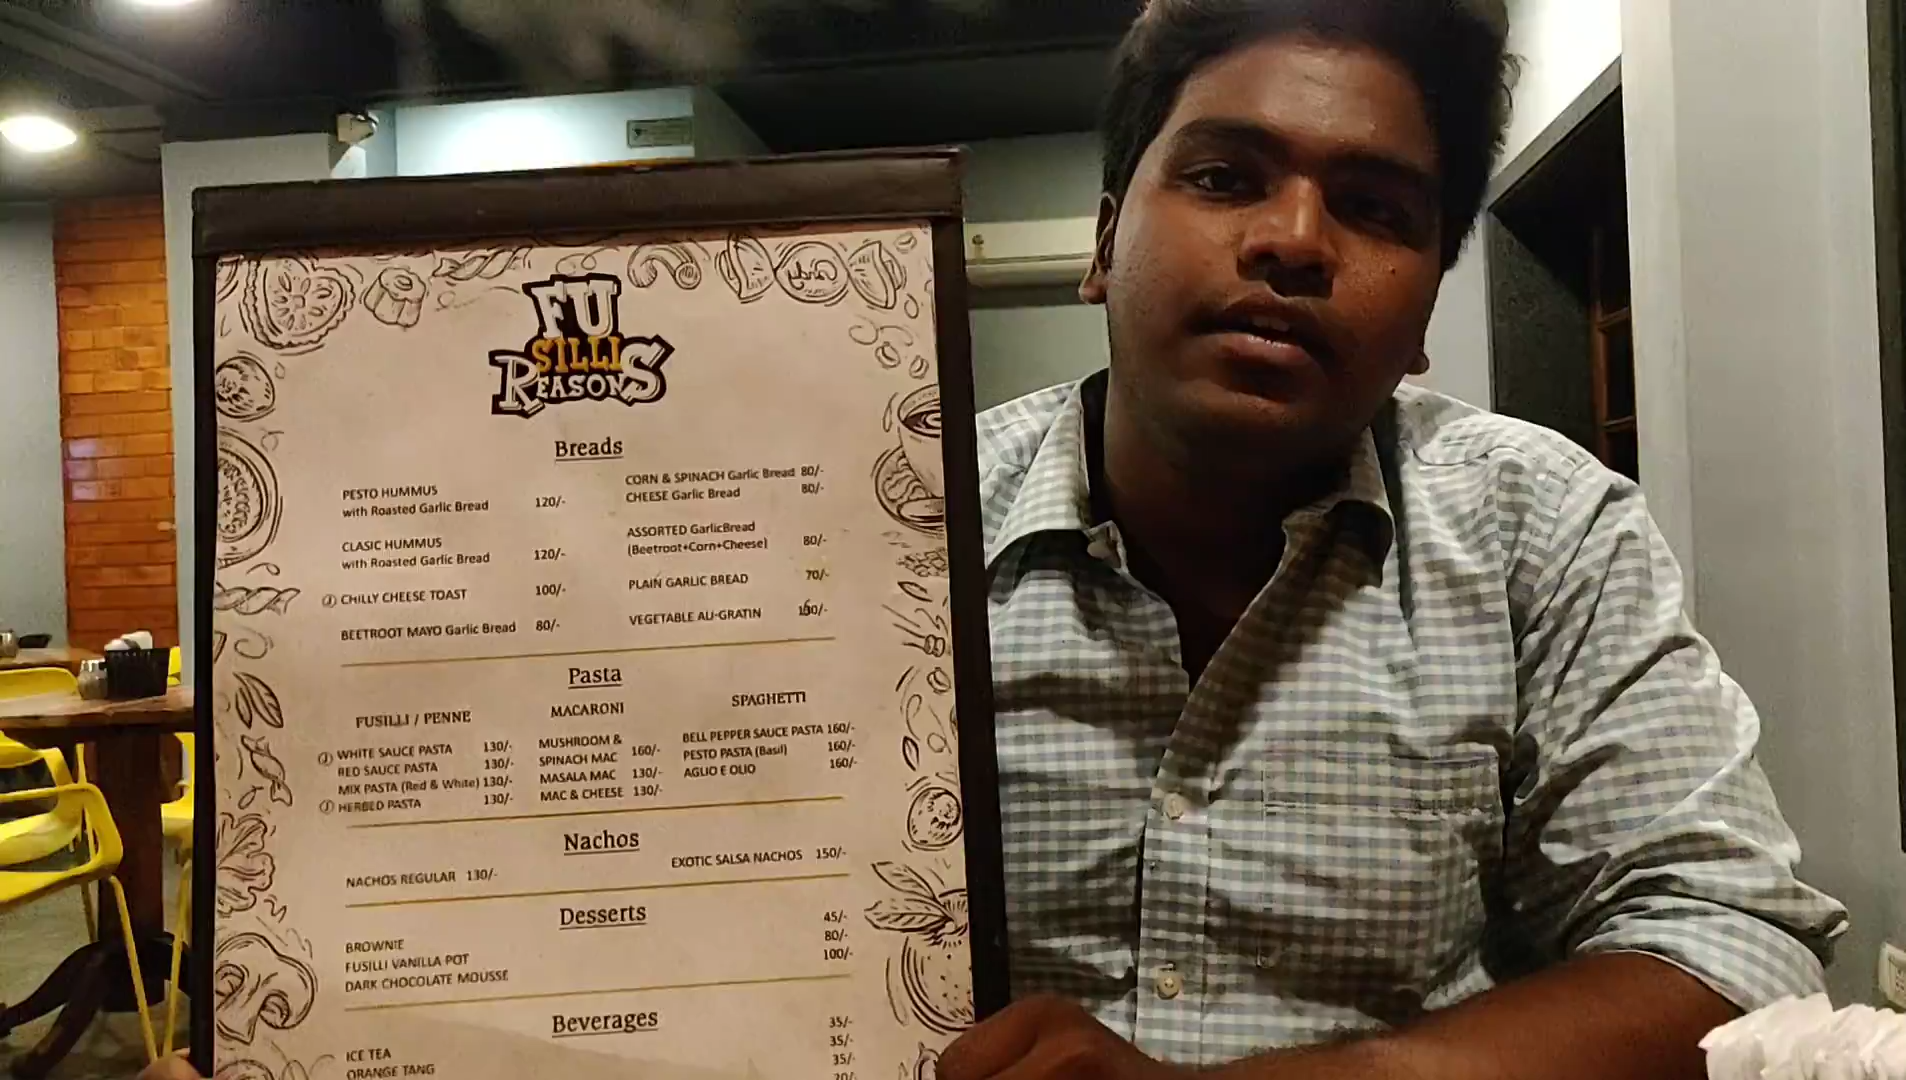 Candy
FU
SILLI
REASONS
Breads
PESTO HUMMUS
with Roasted Garlic Bread 120/-
CLASIC HUMMUS
with Roasted Garlic Bread 120/-
J CHILLY CHEESE TOAST 100/-
BEETROOT MAYO Garlic Bread 80/-
CORN & SPINACH Garlic Bread 80/-
CHEESE Garlic Bread 80/-
ASSORTED GarlicBread
(Beetroot+Corn+Cheese) 80/-
PLAIN GARLIC BREAD 70/-
VEGETABLE AU-GRATIN
Pasta
FUSILLI / PENNE
J WHITE SAUCE PASTA 130/-
RED SAUCE PASTA 130/-
MIX PASTA (Red & White) 130/-
J HERBED PASTA 130/-
MACARONI
MUSHROOM &
SPINACH MAC 160/-
MASALA MAC 130/-
MAC & CHEESE 130/-
SPAGHETTI
BELL PEPPER SAUCE PASTA 160/-
PESTO PASTA (Basil) 160/-
AGLIO E OLIO 160/-
Nachos
NACHOS REGULAR 130/-
EXOTIC SALSA NACHOS 150/-
Desserts
BROWNIE 45/-
FUSILLI VANILLA POT 80/-
DARK CHOCOLATE MOUSSE 100/-
Beverages
ICE TEA 35/-
ORANGE TANG 35/-
35/-